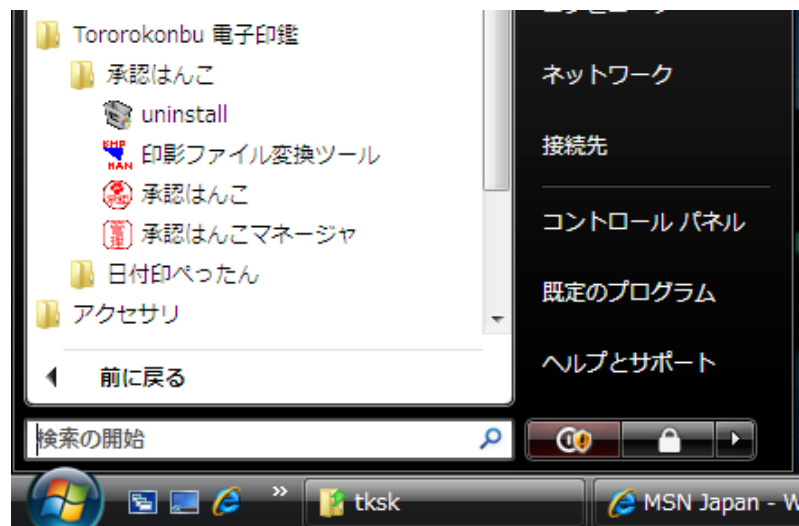 Tororokonbu 電子印鑑
承認はんこ
uninstall
KMP
HAN
印影ファイル変換ツール
承認はんこ
承認はんこマネージャ
日付印ぺったん
アクセサリ
前に戻る
検索の開始
ネットワーク
接続先
コントロール パネル
既定のプログラム
ヘルプとサポート
tksk
MSN Japan - W